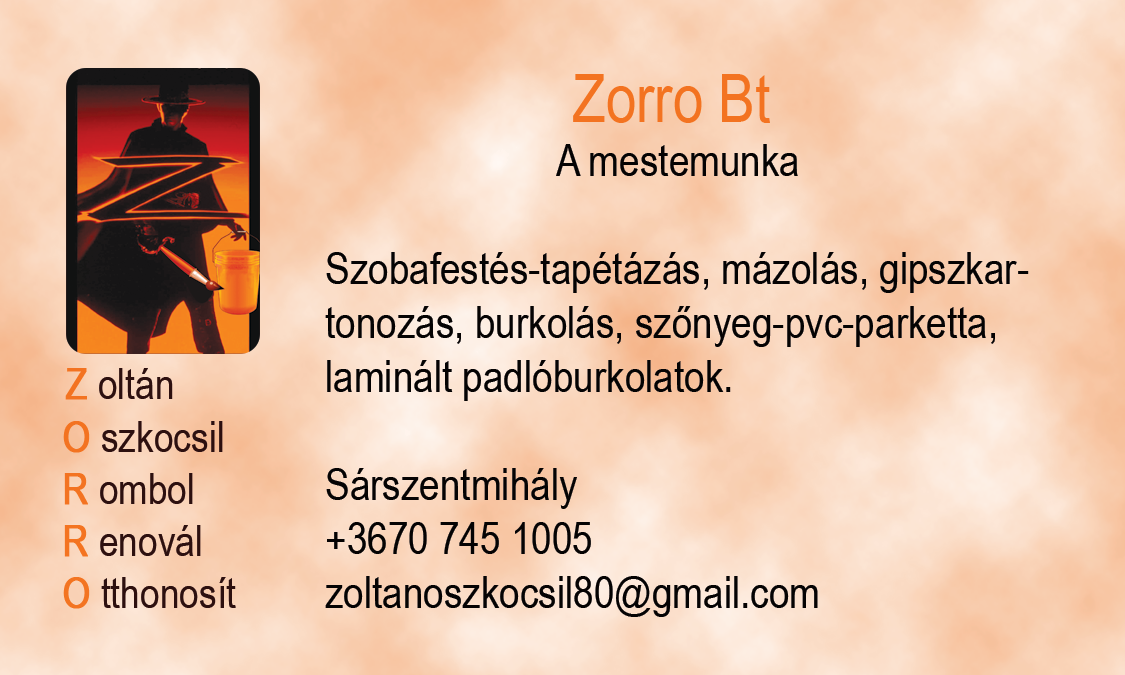 Zorro Bt
A mestemunka
Szobafestés-tapétázás, mázolás, gipszkar-
tonozás, burkolás, szőnyeg-pvc-parketta,
laminált padlóburkolatok.
Z oltán
O szkocsil
R ombol
R enovál
O tthonosít
Sárszentmihály
+3670 745 1005
zoltanoszkocsil80@gmail.com